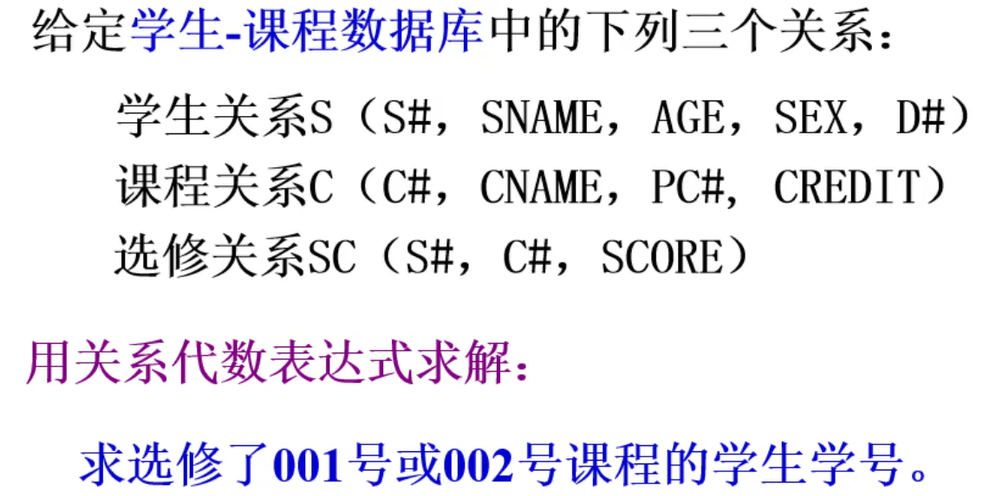 给定学生-课程数据库中的下列三个关系：
学生关系S（S#，SNAME，AGE，SEX，D#）
课程关系C（C#，CNAME，PC#, CREDIT）
选修关系SC（S#，C#，SCORE）
用关系代数表达式求解：
求选修了001号或002号课程的学生学号。